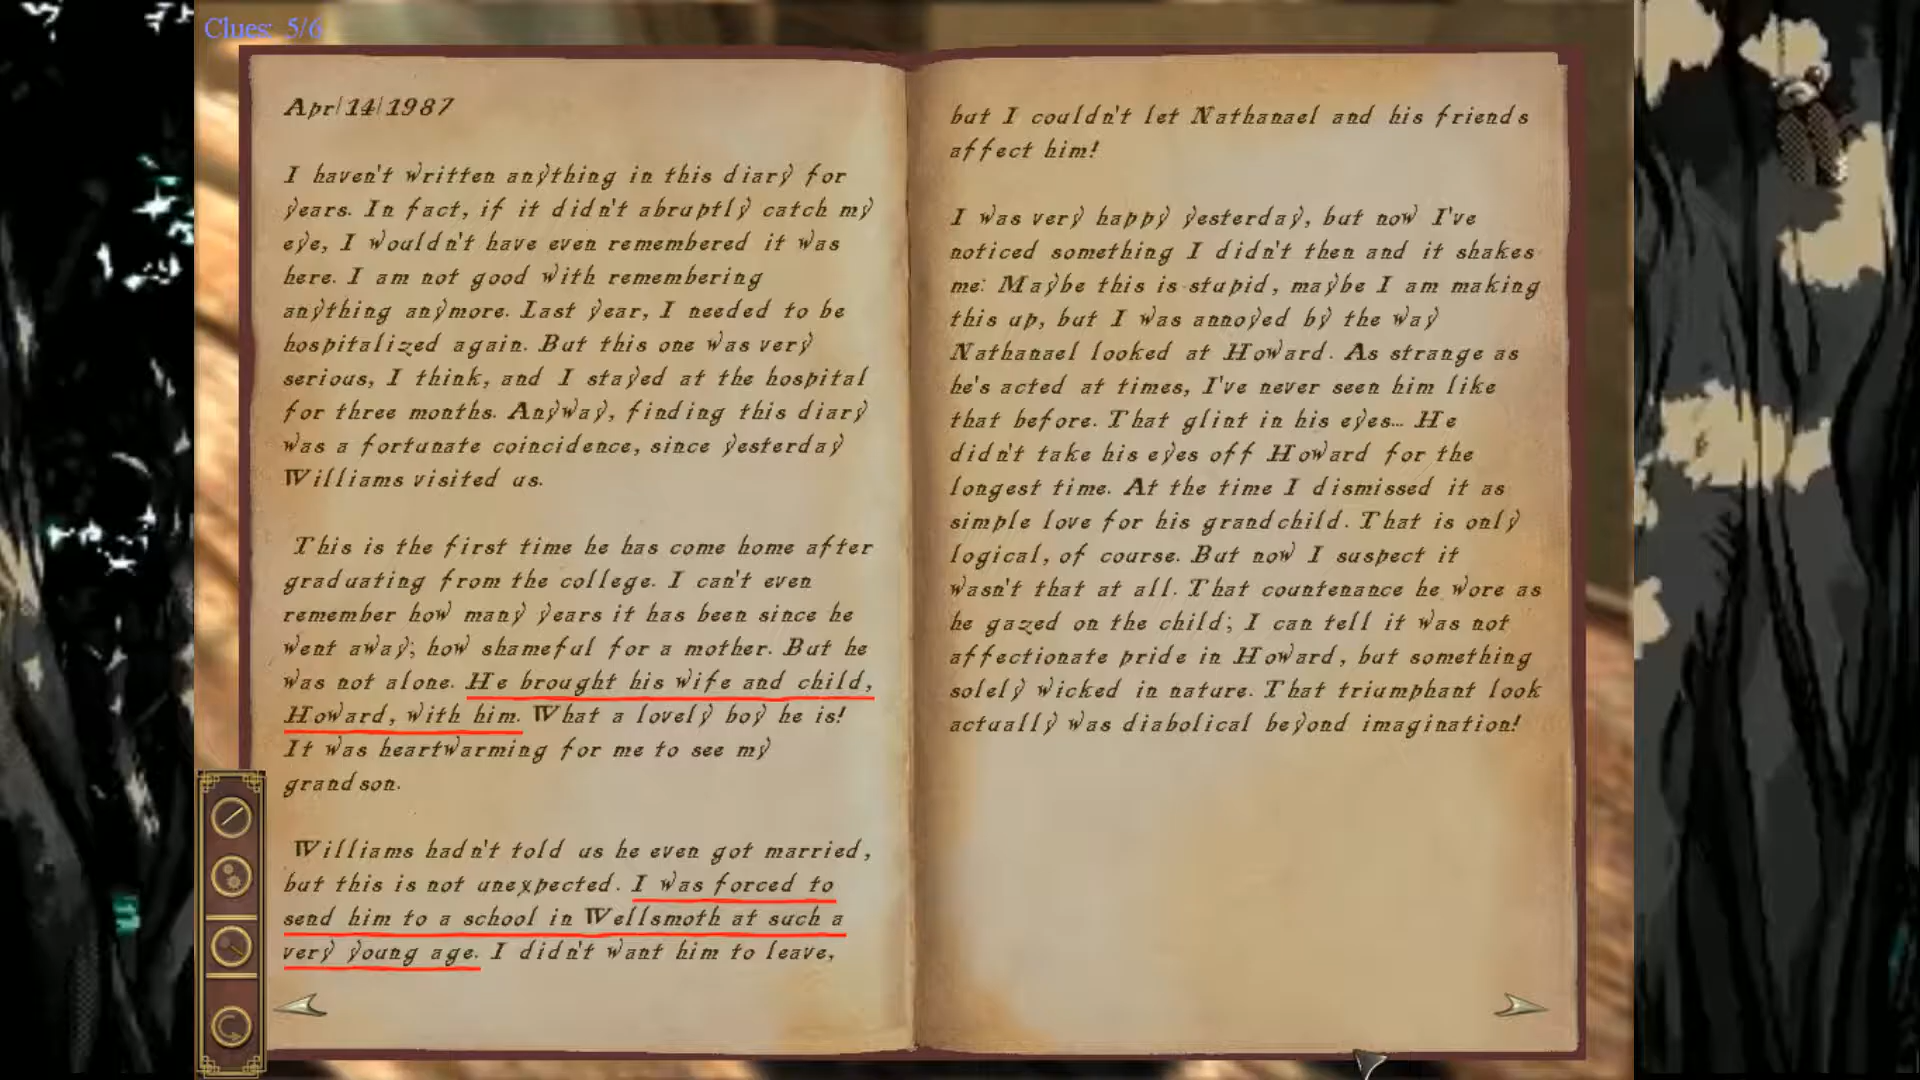 Clues: 5/6
Apr/14/1987
I haven't written anything in this diary for
years. In fact, if it didn't abruptly catch my
eye, I wouldn't have even remembered it was
here. I am not good with remembering
anything anymore. Last year, I needed to be
hospitalized again. But this one was very
serious, I think, and I stayed at the hospital
for three months. Anyway, finding this diary
was a fortunate coincidence, since yesterday
Williams visited us.
This is the first time he has come home after
graduating from the college. I can't even
remember how many years it has been since he
went away; how shameful for a mother. But he
was not alone. He brought his wife and child,
Howard, with him. What a lovely boy he is!
It was heartwarming for me to see my
grandson.
Williams hadn't told us he even got married,
but this is not unexpected. I was forced to
send him to a school in Wellsmoth at such a
very young age. I didn't want him to leave,
but I couldn't let Nathanael and his friends
affect him!
I was very happy yesterday, but now I've
noticed something I didn't then and it shakes
me: Maybe this is stupid, maybe I am making
this up, but I was annoyed by the way
Nathanael looked at Howard. As strange as
he's acted at times, I've never seen him like
that before. That glint in his eyes... He
didn't take his eyes off Howard for the
longest time. At the time I dismissed it as
simple love for his grandchild. That is only
logical, of course. But now I suspect it
wasn't that at all. That countenance he wore as
he gazed on the child; I can tell it was not
affectionate pride in Howard, but something
solely wicked in nature. That triumphant look
actually was diabolical beyond imagination!